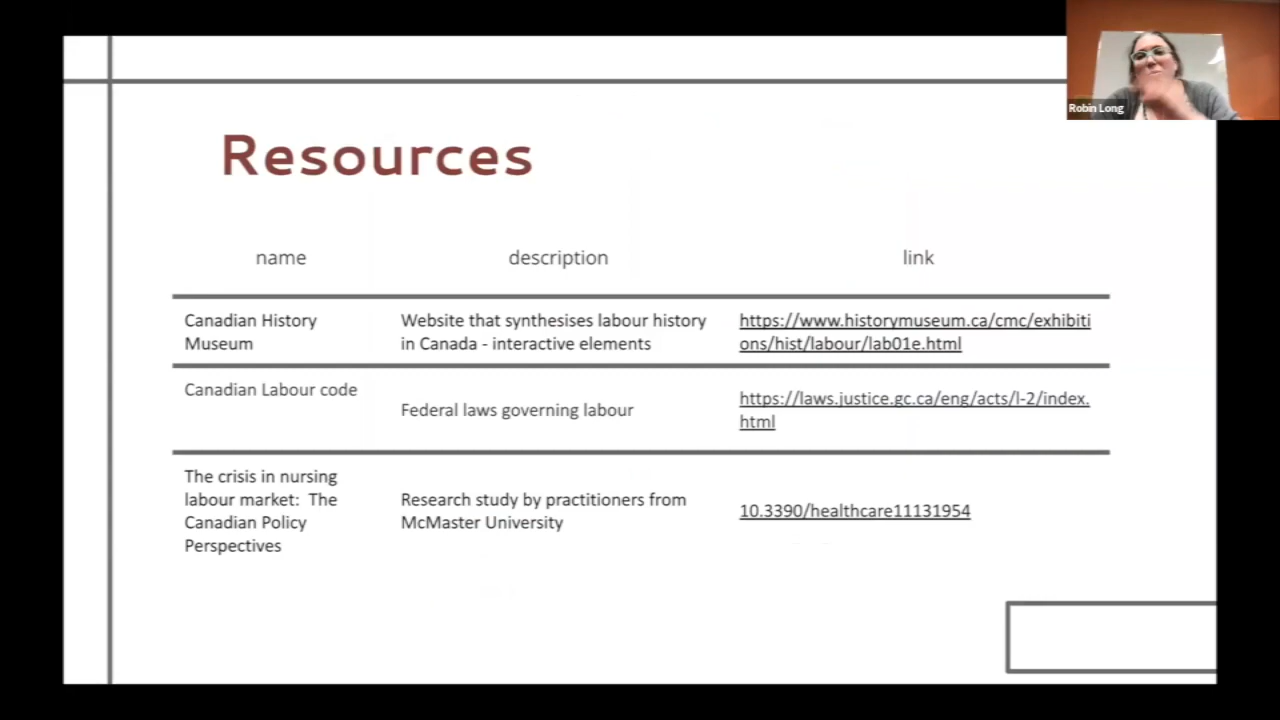 Robin Long
Resources
name
description
link
Canadian History
Museum
Website that synthesises labour history
in Canada - interactive elements
https://www.historymuseum.ca/cmc/exhibiti
ons/hist/labour/lab01e.html
Canadian Labour code
Federal laws governing labour
https://laws.justice.gc.ca/eng/acts/l-2/index.
html
The crisis in nursing
labour market:  The
Canadian Policy
Perspectives
Research study by practitioners from
McMaster University
10.3390/healthcare11131954